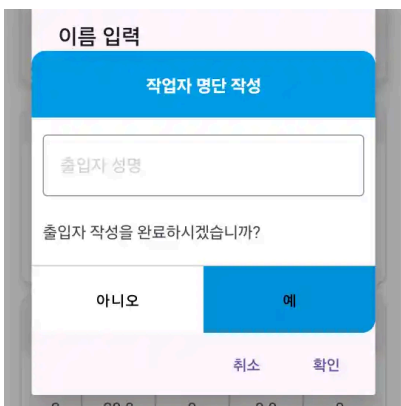 이름 입력
작업자 명단 작성
출입자 성명
출입자 작성을 완료하시겠습니까?
아니오 예
취소 확인